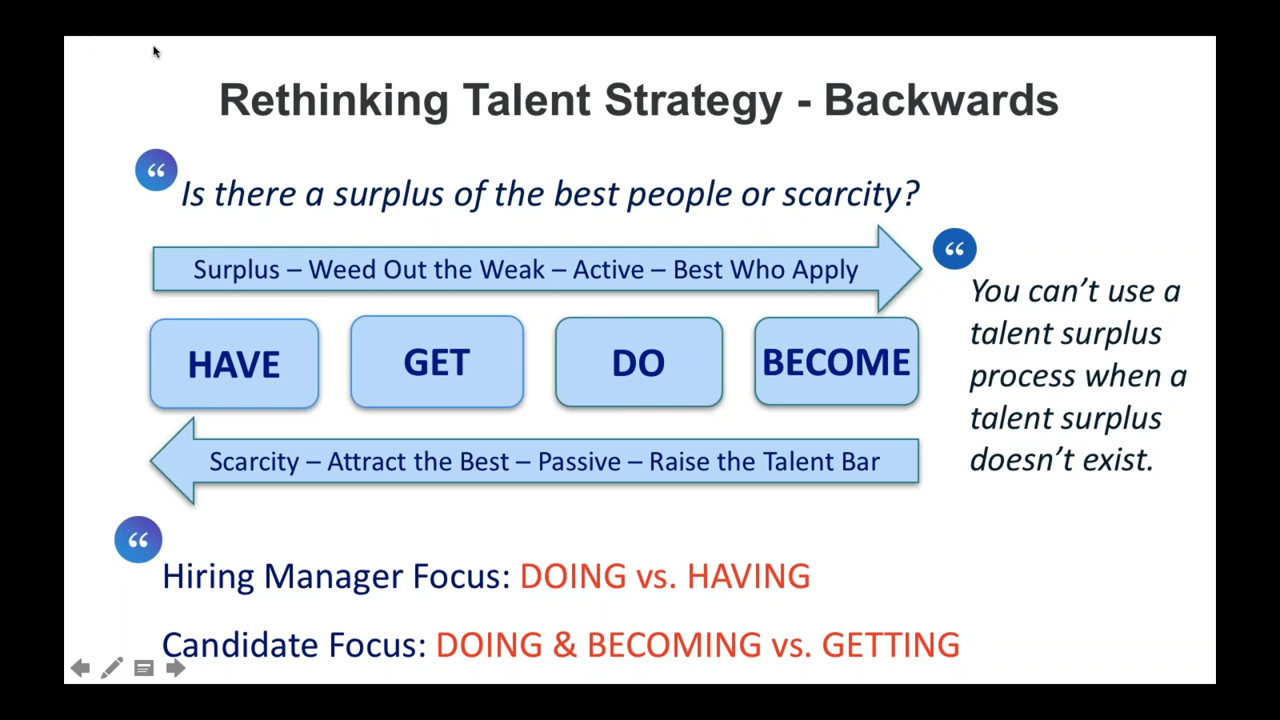 Rethinking Talent Strategy - Backwards
“
Is there a surplus of the best people or scarcity?
Surplus – Weed Out the Weak – Active – Best Who Apply
HAVE
GET
DO
BECOME
Scarcity – Attract the Best – Passive – Raise the Talent Bar
“
You can’t use a
talent surplus
process when a
talent surplus
doesn’t exist.
“
Hiring Manager Focus: DOING vs. HAVING
Candidate Focus: DOING & BECOMING vs. GETTING